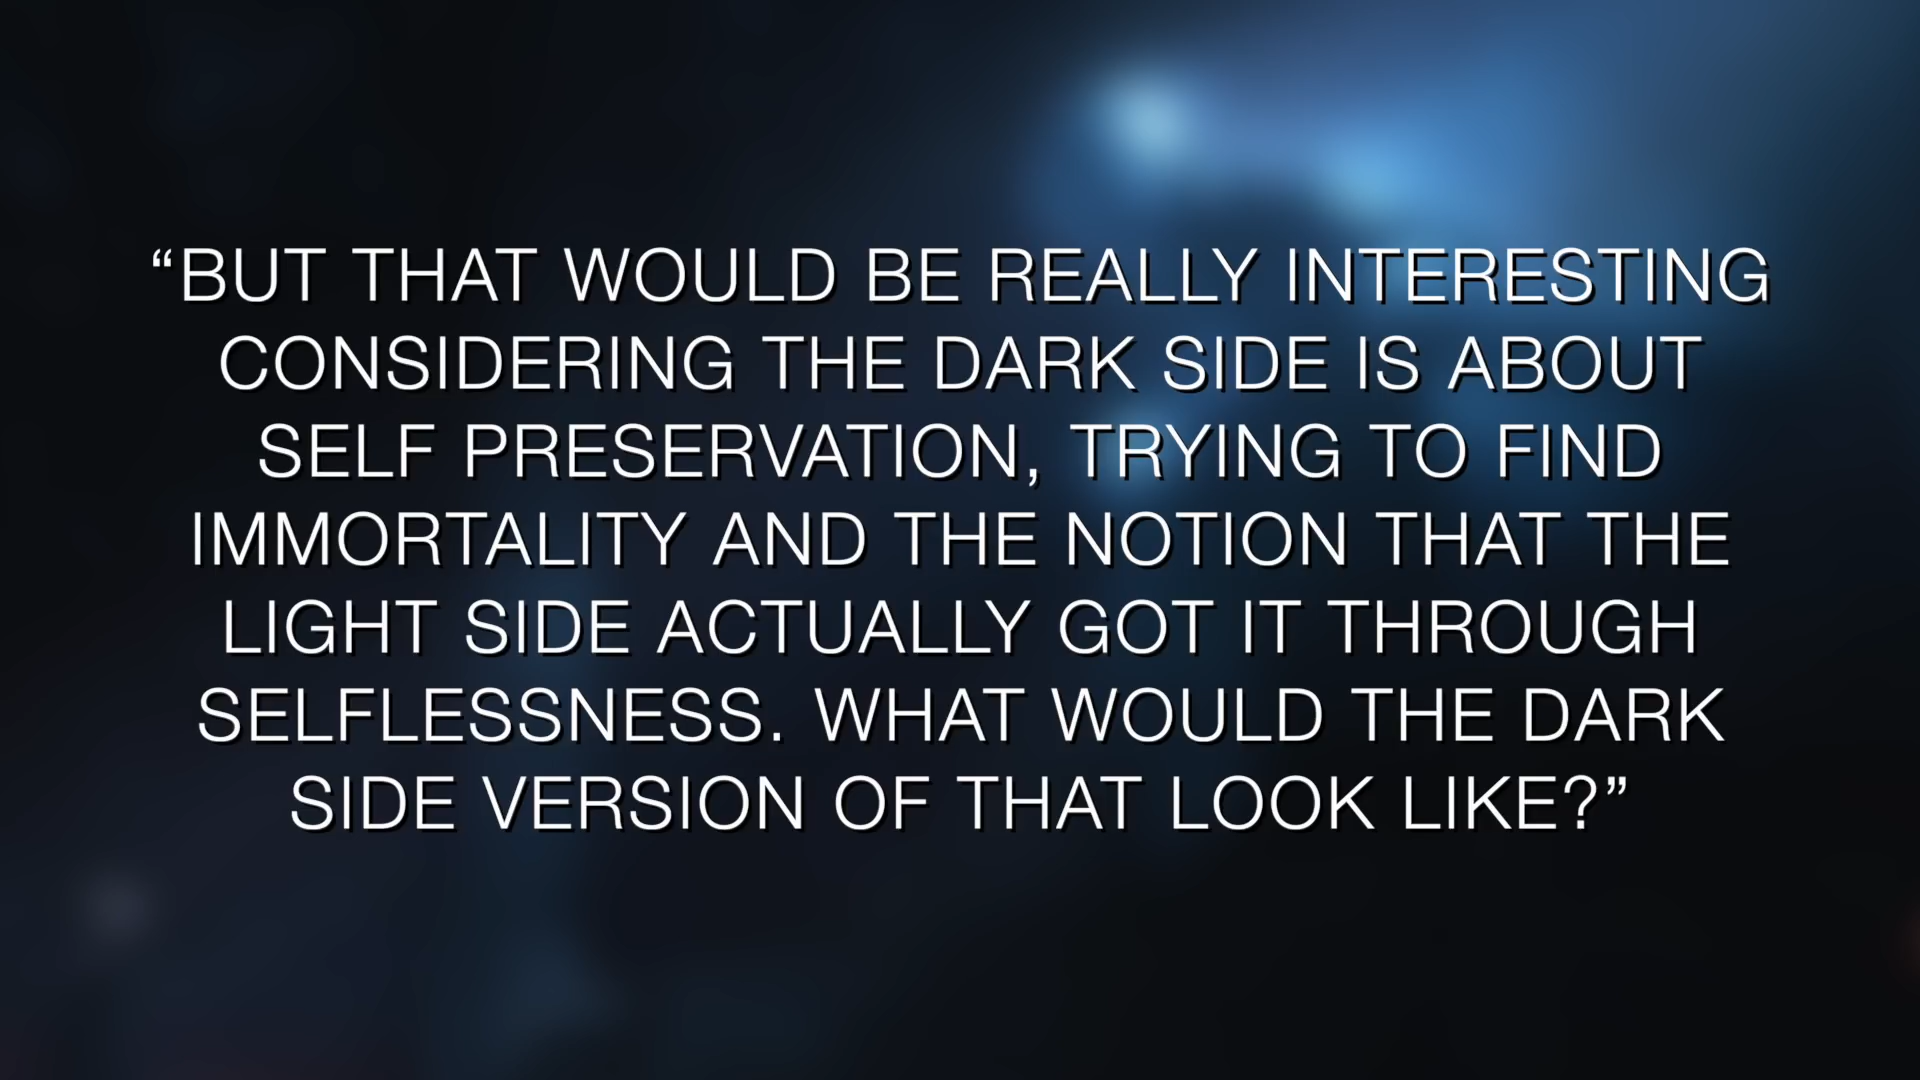 “BUT THAT WOULD BE REALLY INTERESTING
CONSIDERING THE DARK SIDE IS ABOUT
SELF PRESERVATION, TRYING TO FIND
IMMORTALITY AND THE NOTION THAT THE
LIGHT SIDE ACTUALLY GOT IT THROUGH
SELFLESSNESS. WHAT WOULD THE DARK
SIDE VERSION OF THAT LOOK LIKE?”